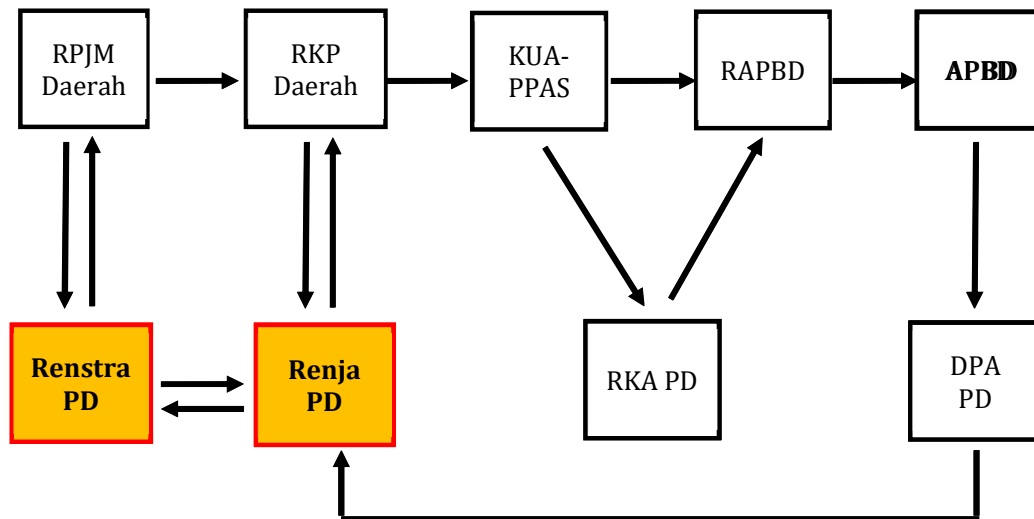 RPJM
Daerah
RKP
Daerah
KUA-
PPAS
RAPBD
APBD
Renstra
PD
Renja
PD
RKA PD
DPA
PD